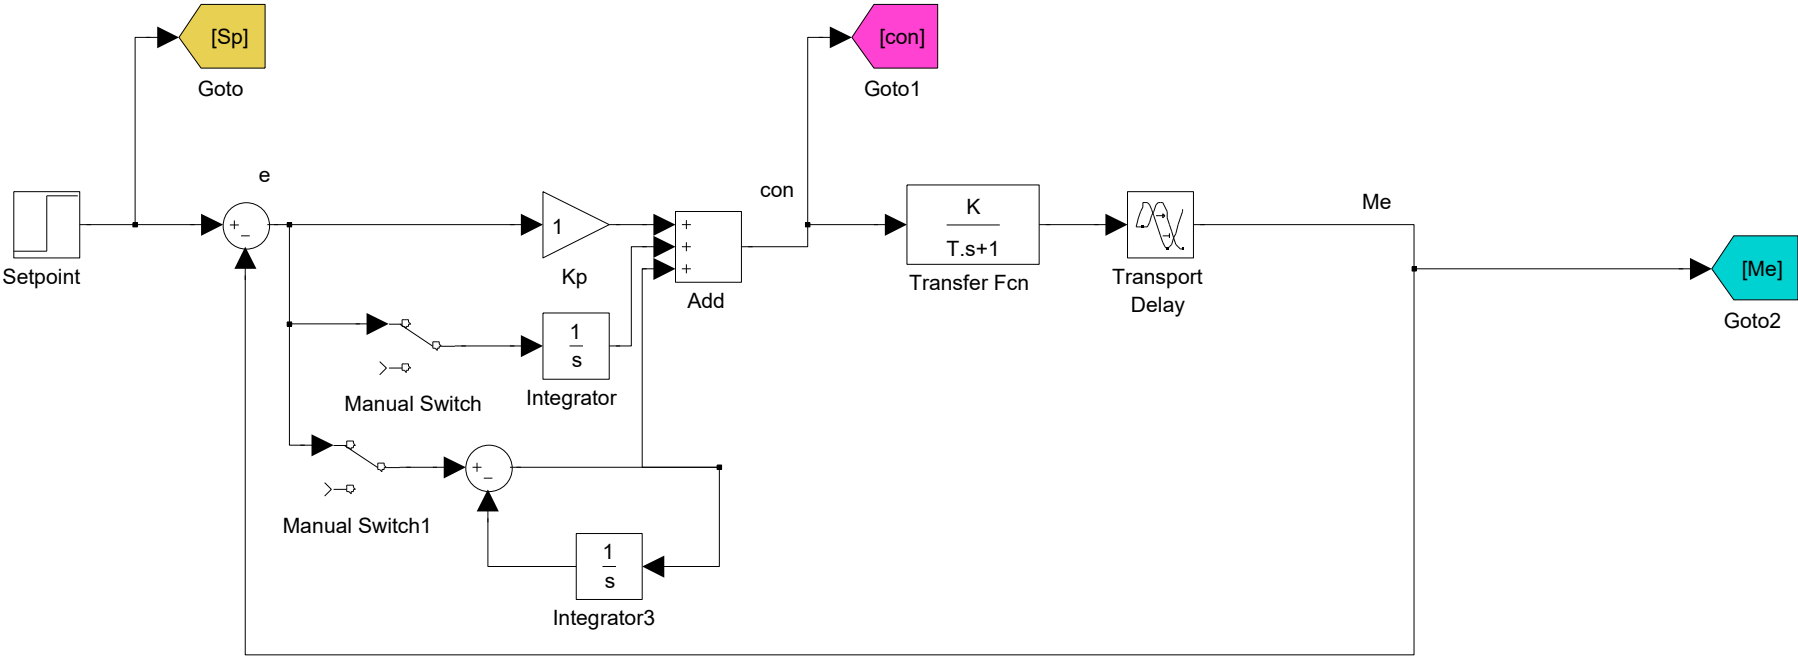 [Sp]
Goto
[con]
Goto1
e
con
Me
+
−
Setpoint
1
Kp
+
+
+
Add
K
T.s+1
Transfer Fcn
Transport
Delay
[Me]
Goto2
Manual Switch
1
s
Integrator
Manual Switch1
+
−
1
s
Integrator3